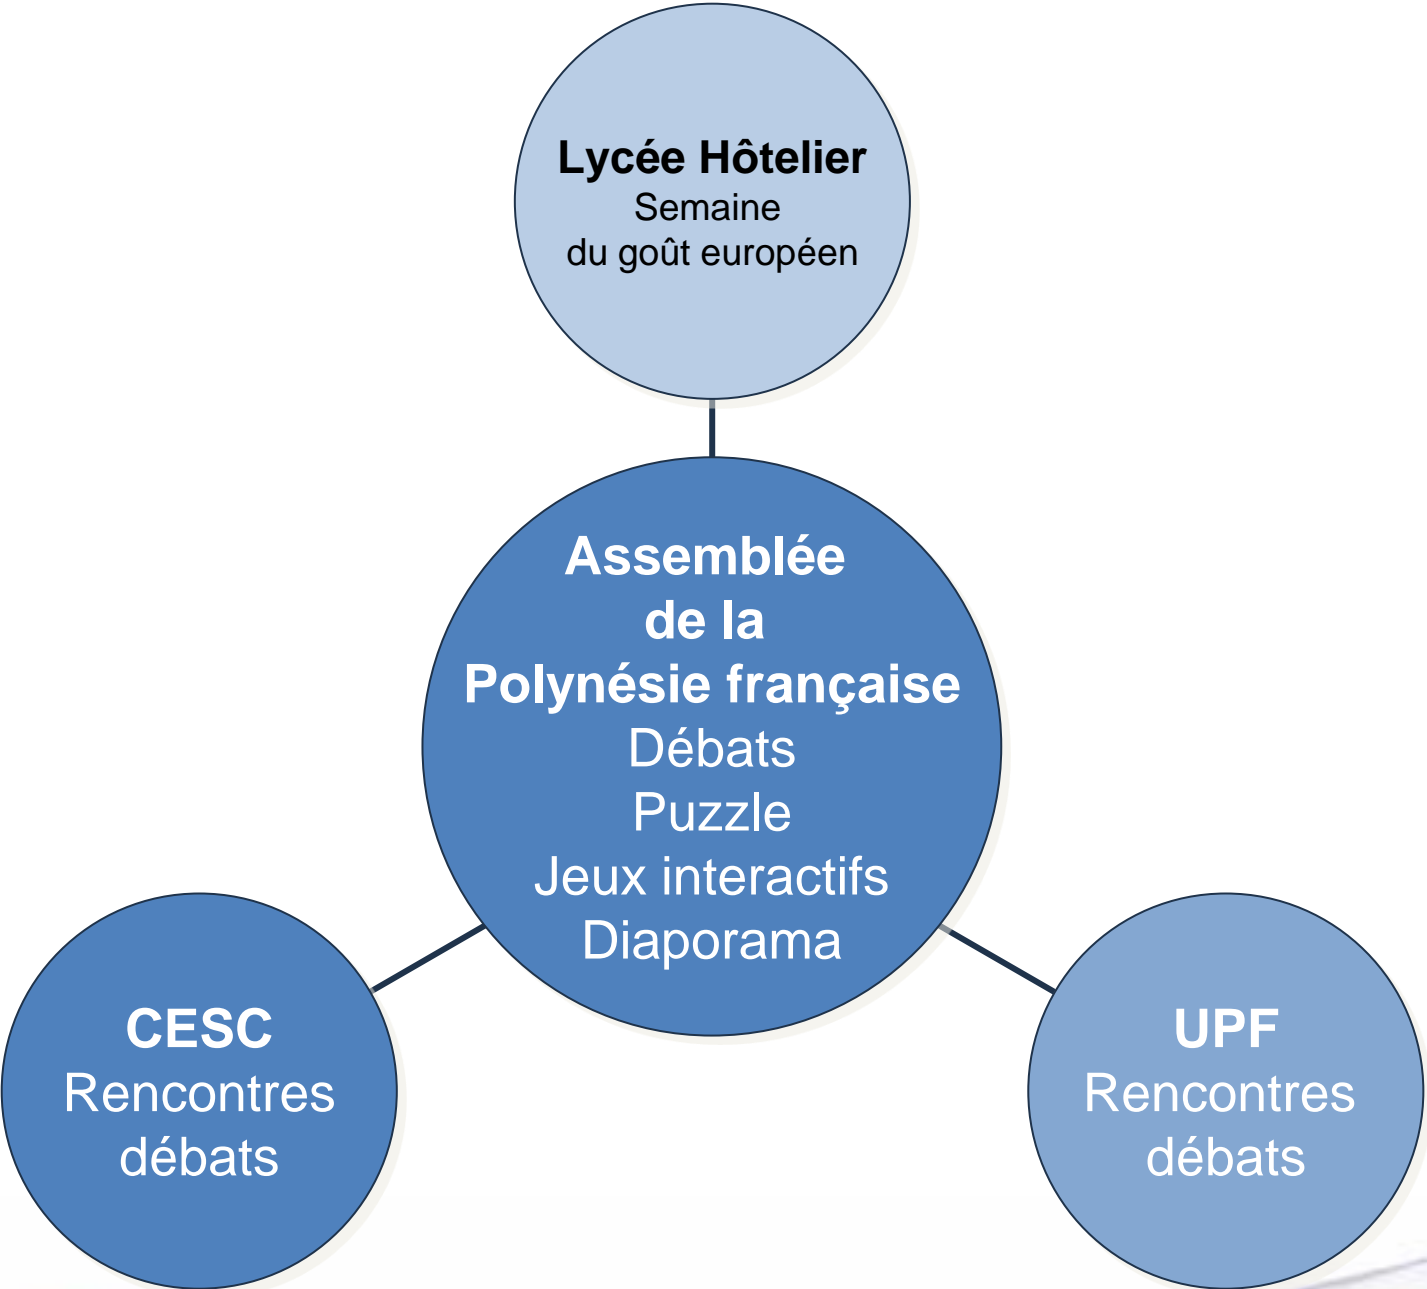 Lycée Hôtelier
Semaine
du goût européen
Assemblée
de la
Polynésie française
Débats
Puzzle
Jeux interactifs
Diaporama
CESC
Rencontres
débats
UPF
Rencontres
débats